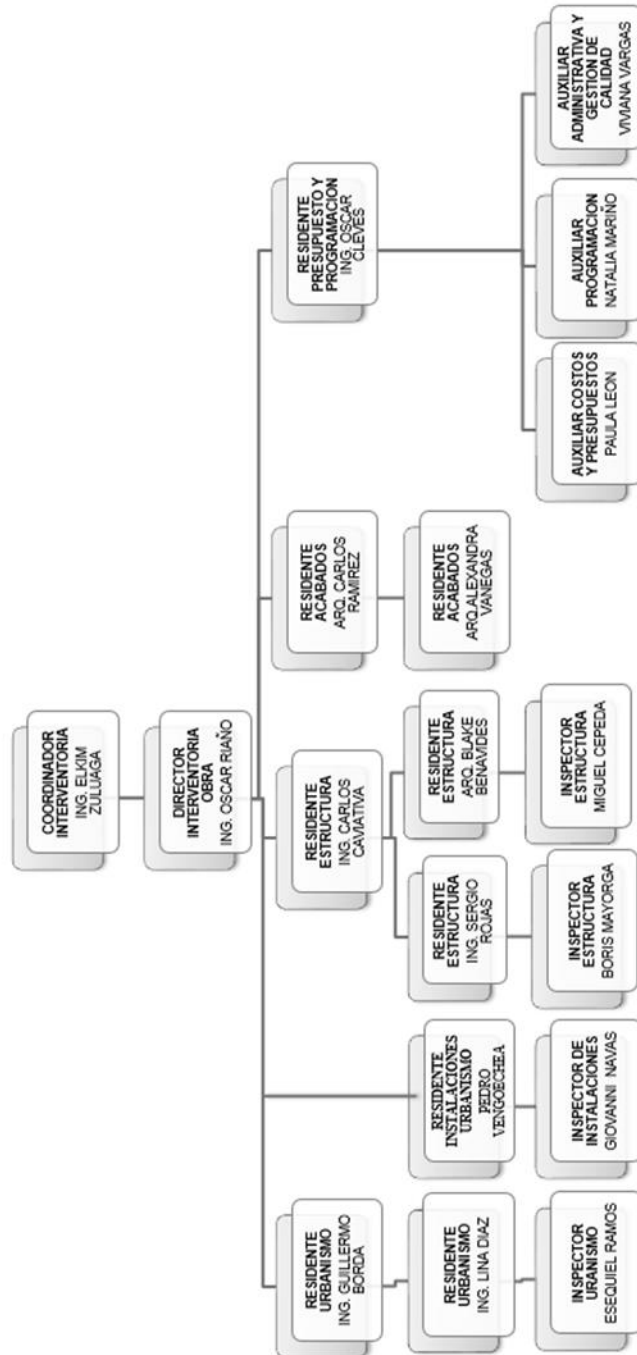 COORDINADOR
INTERVENTORIA
ING. ELKIM
ZULUAGA
DIRECTOR
INTERVENTORIA
OBRA
ING. OSCAR RIAÑO
RESIDENTE
URBANISMO
ING. GUILLERMO
BORDA
RESIDENTE
ESTRUCTURA
ING. CARLOS
CAVIATIVA
RESIDENTE
ACABADOS
ARQ. CARLOS
RAMIREZ
RESIDENTE
PRESUPUESTO Y
PROGRAMACION
ING. OSCAR
CLEVES
RESIDENTE
URBANISMO
ING. LINA DIAZ
RESIDENTE
INSTALACIONES
URBANISMO
PEDRO
VENGOECHEA
RESIDENTE
ESTRUCTURA
ING. SERGIO
ROJAS
RESIDENTE
ESTRUCTURA
ARQ. BLAKE
BENAVIDES
RESIDENTE
ACABADOS
ARQ.ALEXANDRA
VANEGAS
INSPECTOR
URANISMO
ESEQUIEL RAMOS
INSPECTOR DE
INSTALACIONES
GIOVANNI NAVAS
INSPECTOR
ESTRUCTURA
BORIS MAYORGA
INSPECTOR
ESTRUCTURA
MIGUEL CEPEDA
AUXILIAR COSTOS
Y PRESUPUESTOS
PAULA LEON
AUXILIAR
PROGRAMACION
NATALIA MARIÑO
AUXILIAR
ADMINISTRATIVA Y
GESTION DE
CALIDAD
VIVIANA VARGAS